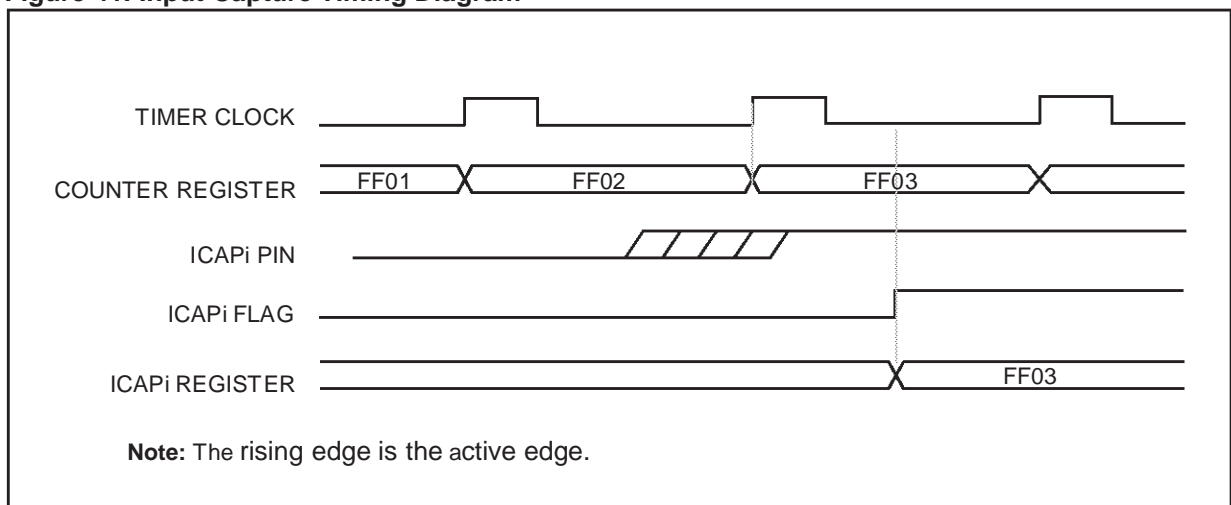 TIMER CLOCK
COUNTER REGISTER FF01 FF02 FF03
ICAPi PIN
ICAPi FLAG
ICAPi REGISTER FF03
Note: The rising edge is the active edge.